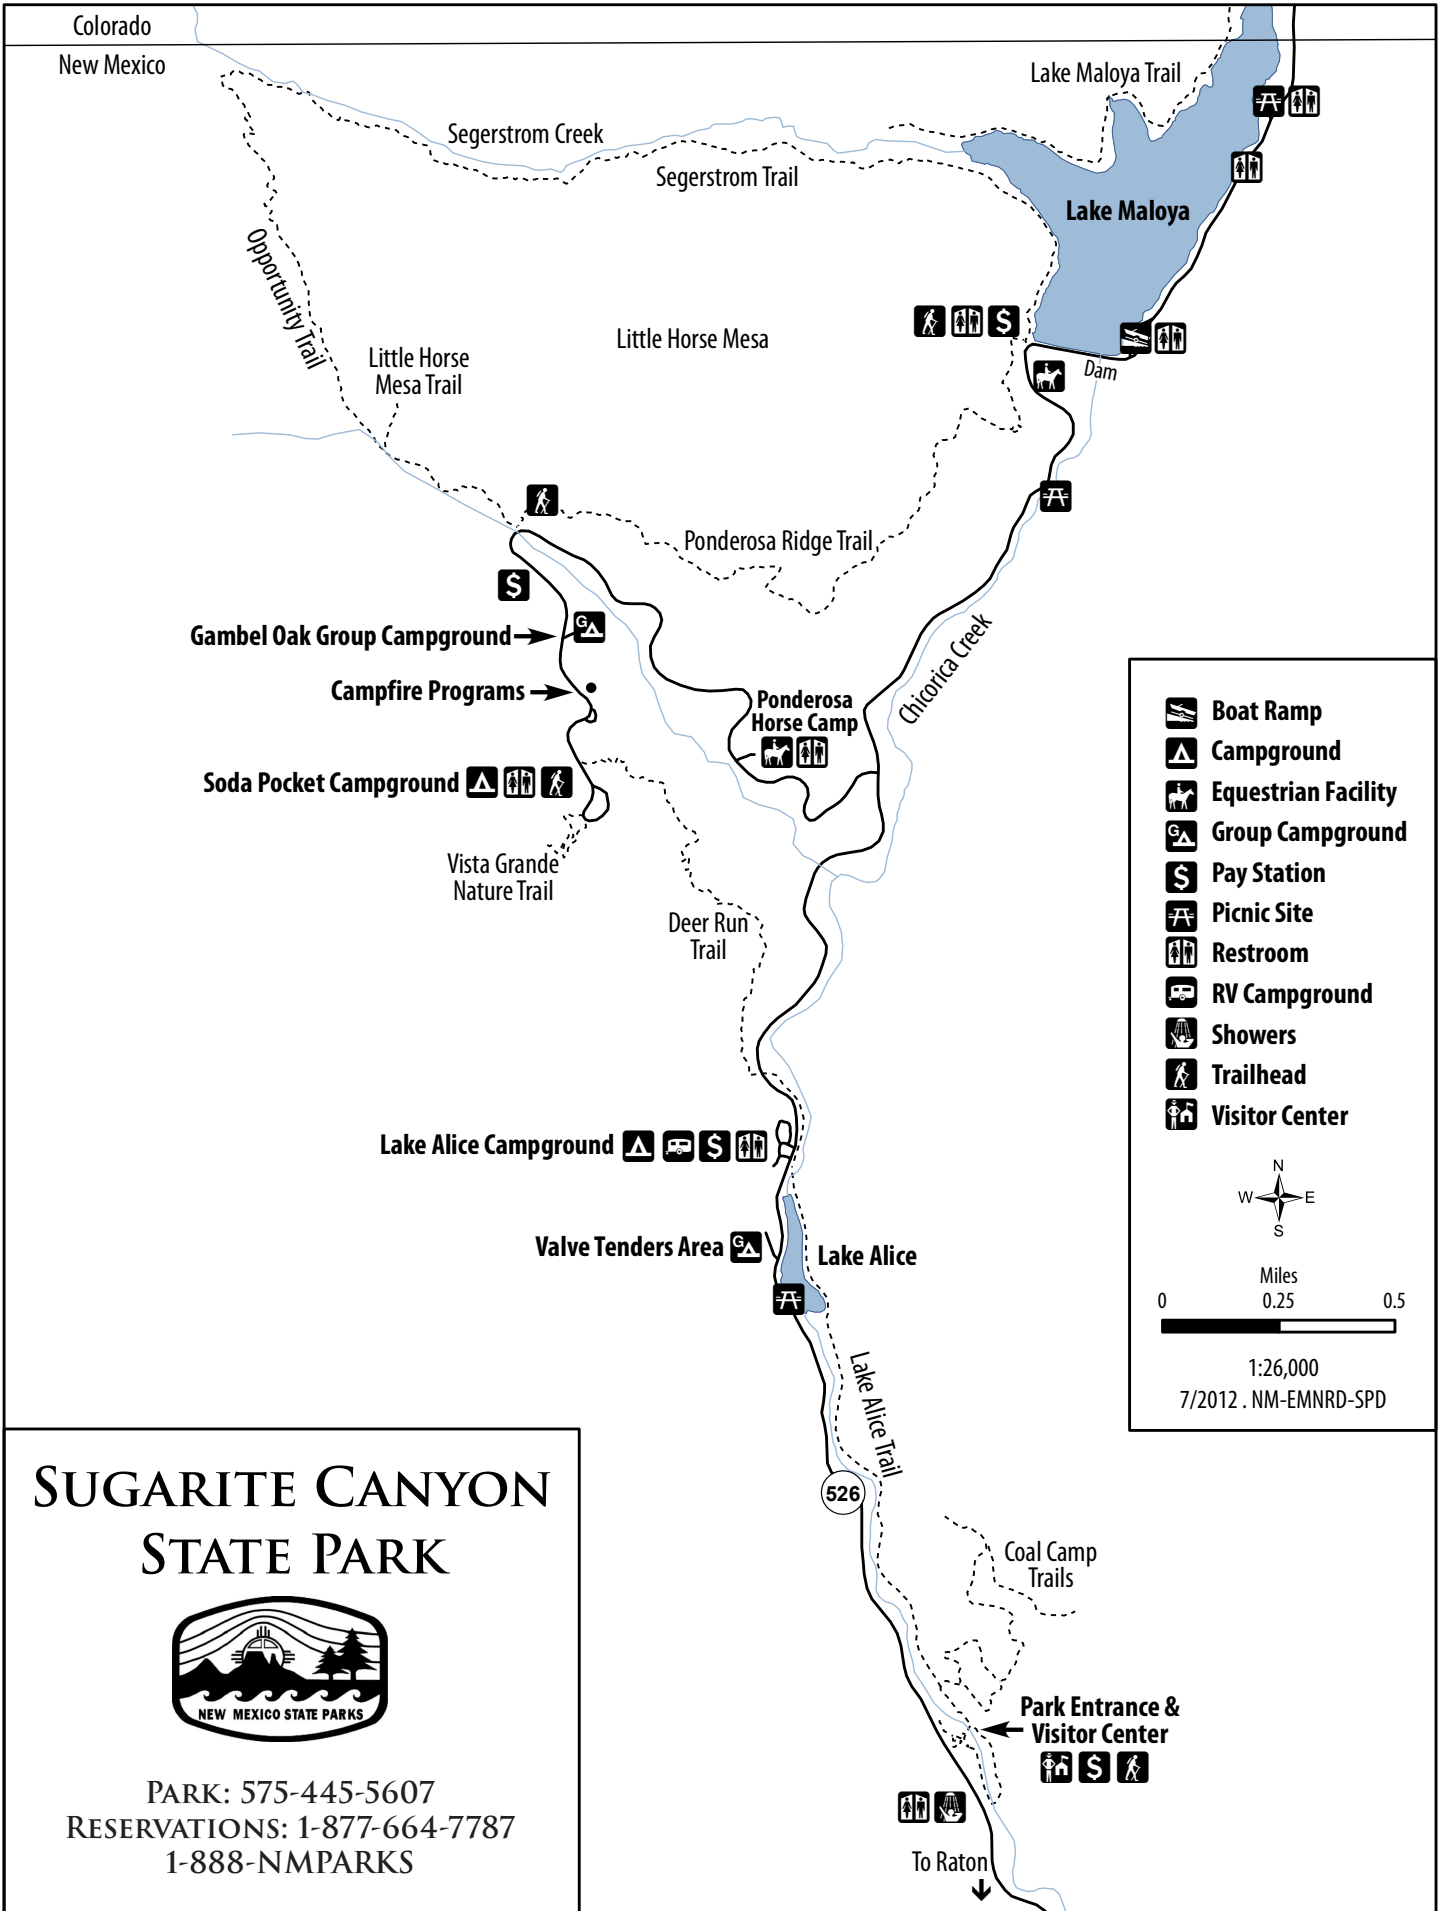 Colorado
New Mexico
Lake Maloya Trail
Segerstrom Creek
Segerstrom Trail
Lake Maloya
Opportunity Trail
Little Horse Mesa
Little Horse
Mesa Trail
$
Dam
Ponderosa Ridge Trail
$
Gambel Oak Group Campground
G
Chicorica Creek
Campfire Programs
Ponderosa
Horse Camp
Soda Pocket Campground
Vista Grande
Nature Trail
Deer Run
Trail
Lake Alice Campground
$
Valve Tenders Area
G
Lake Alice
Lake Alice Trail
526
Coal Camp
Trails
Park Entrance &
Visitor Center
$
To Raton
Boat Ramp
Campground
Equestrian Facility
G
Group Campground
$
Pay Station
Picnic Site
Restroom
RV Campground
Showers
Trailhead
Visitor Center
N
W E
S
Miles
0 0.25 0.5
1:26,000
7/2012 . NM-EMNRD-SPD
Sugarite Canyon
State Park
NEW MEXICO STATE PARKS
Park: 575-445-5607
Reservations: 1-877-664-7787
1-888-NMPARKS